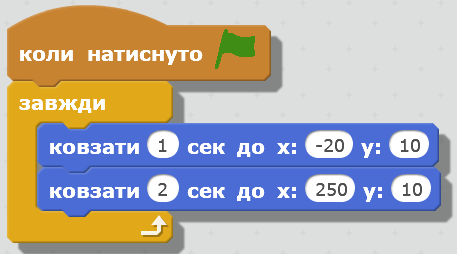 коли натиснуто
завжди
ковзати 1 сек до x: -20 y: 10
ковзати 2 сек до x: 250 y: 10